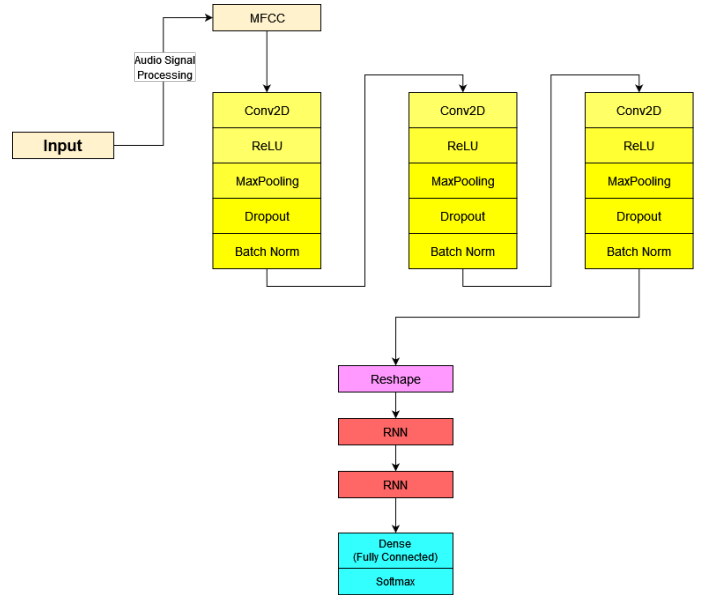 MFCC
Audio Signal
Processing
Input
Conv2D
ReLU
MaxPooling
Dropout
Batch Norm
Conv2D
ReLU
MaxPooling
Dropout
Batch Norm
Conv2D
ReLU
MaxPooling
Dropout
Batch Norm
Reshape
RNN
RNN
Dense
(Fully Connected)
Softmax